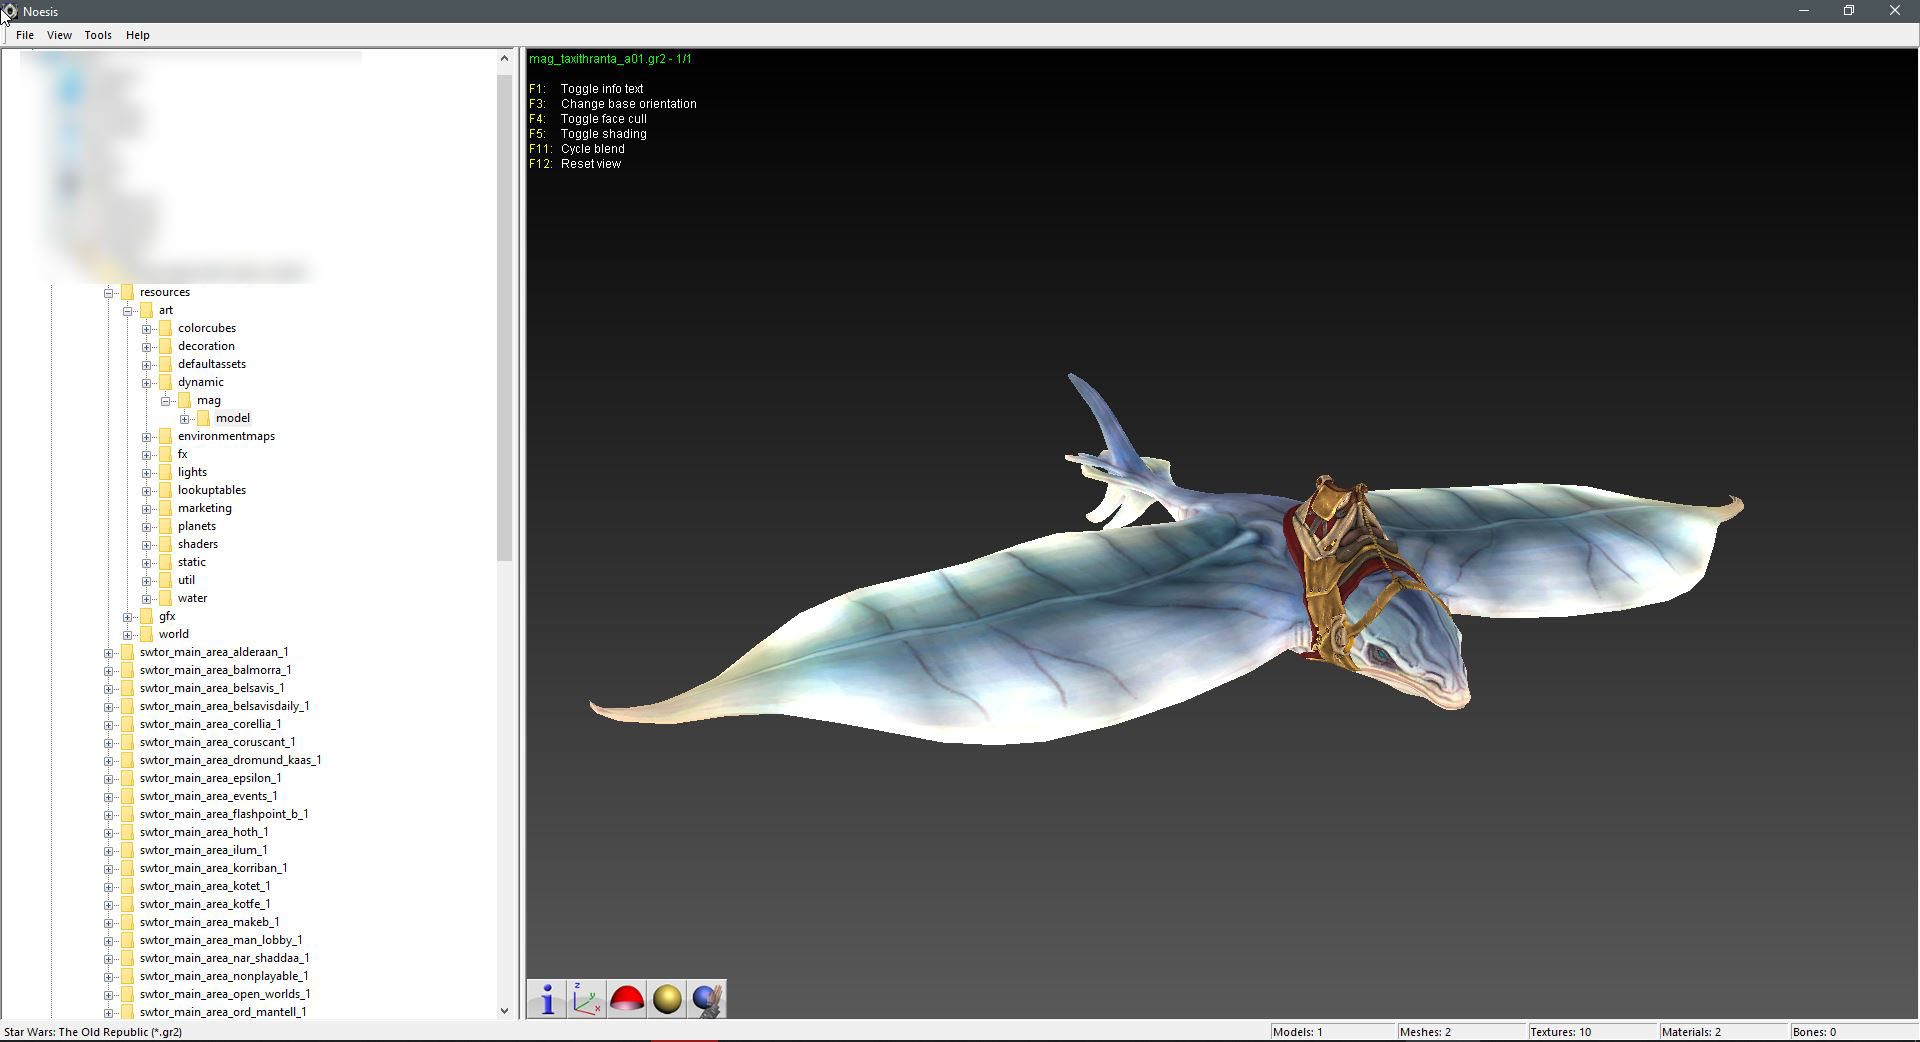 Noesis
File View Tools Help
mag_taxithranta_a01.gr2 - 1/1
F1: Toggle info text
F3: Change base orientation
F4: Toggle face cull
F5: Toggle shading
F11: Cycle blend
F12: Reset view
resources
art
colorcubes
decoration
defaultassets
dynamic
mag
model
environmentmaps
fx
lights
lookuptables
marketing
planets
shaders
static
util
water
gfx
world
swtor_main_area_alderaan_1
swtor_main_area_balmorra_1
swtor_main_area_belsavis_1
swtor_main_area_belsavisdaily_1
swtor_main_area_corellia_1
swtor_main_area_coruscant_1
swtor_main_area_dromund_kaas_1
swtor_main_area_epsilon_1
swtor_main_area_events_1
swtor_main_area_flashpoint_b_1
swtor_main_area_hoth_1
swtor_main_area_ilum_1
swtor_main_area_korriban_1
swtor_main_area_kotet_1
swtor_main_area_kotfe_1
swtor_main_area_makeb_1
swtor_main_area_man_lobby_1
swtor_main_area_nar_shaddaa_1
swtor_main_area_nonplayable_1
swtor_main_area_open_worlds_1
swtor_main_area_ord_mantell_1
i z y x
Star Wars: The Old Republic (*.gr2) Models: 1 Meshes: 2 Textures: 10 Materials: 2 Bones: 0